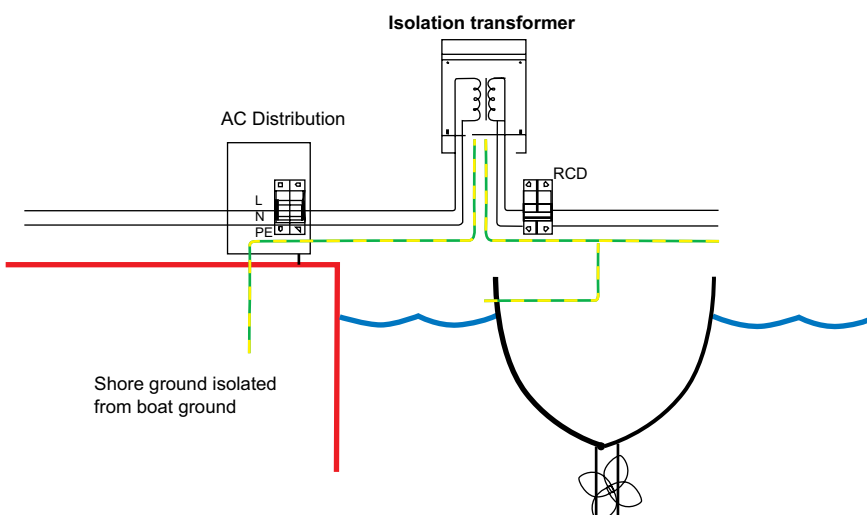 Isolation transformer
AC Distribution
RCD
L
N
PE
Shore ground isolated
from boat ground